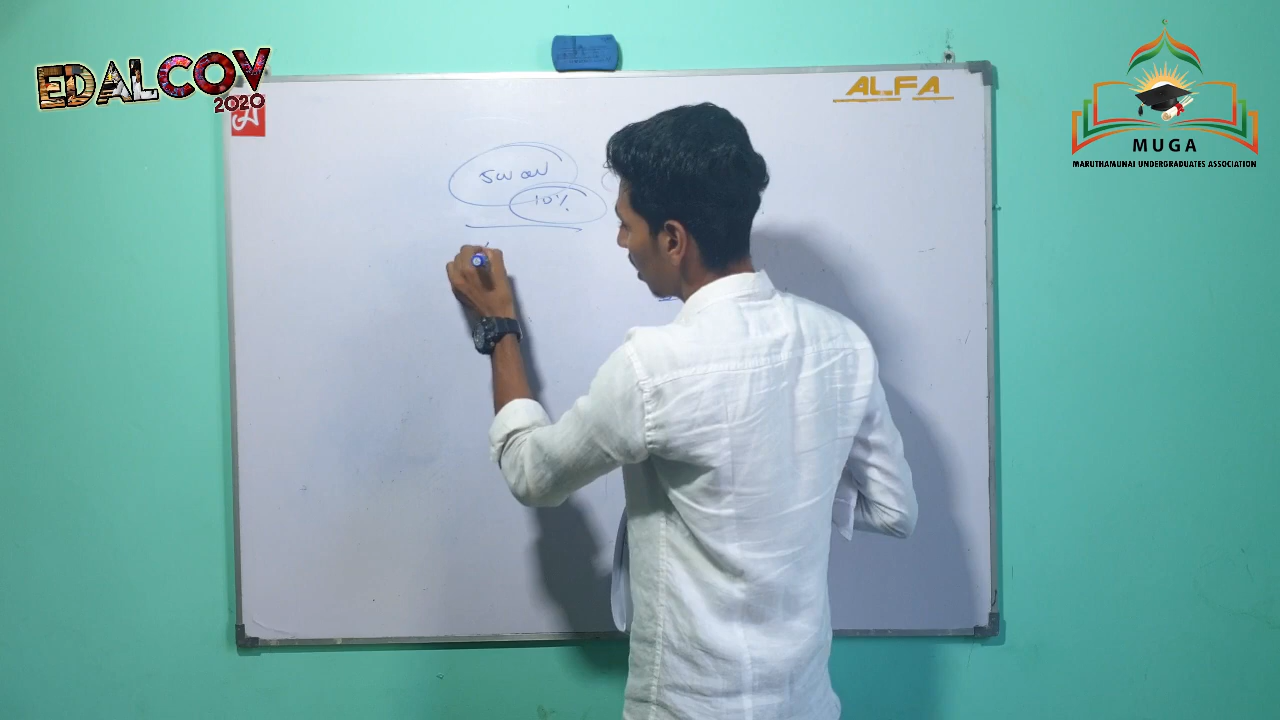 EDALCOV
2020
ALFA
MUGA
MARUTHAMUNAI UNDERGRADUATES ASSOCIATION
10%